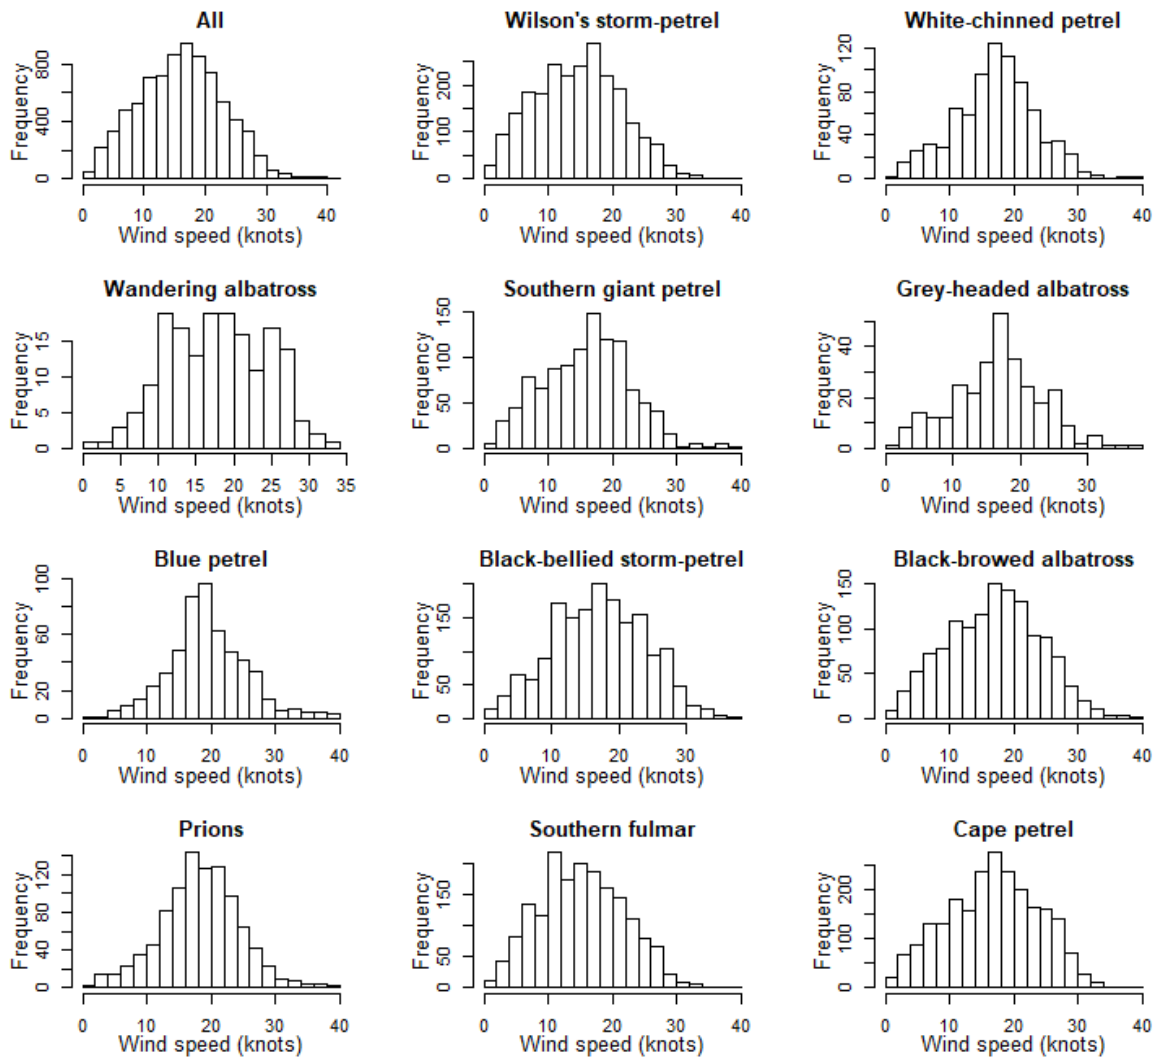 All
Frequency
0 400 800
0 10 20 30 40
Wind speed (knots)
Wilson's storm-petrel
Frequency
0 100 200
0 10 20 30 40
Wind speed (knots)
White-chinned petrel
Frequency
0 40 80 120
0 10 20 30 40
Wind speed (knots)
Wandering albatross
Frequency
0 5 10 15
0 5 10 15 20 25 30 35
Wind speed (knots)
Southern giant petrel
Frequency
0 50 100 150
0 10 20 30 40
Wind speed (knots)
Grey-headed albatross
Frequency
0 20 40
0 10 20 30
Wind speed (knots)
Blue petrel
Frequency
0 20 60 100
0 10 20 30 40
Wind speed (knots)
Black-bellied storm-petrel
Frequency
0 50 150
0 10 20 30
Wind speed (knots)
Black-browed albatross
Frequency
0 50 100 150
0 10 20 30 40
Wind speed (knots)
Prions
Frequency
0 40 80 120
0 10 20 30 40
Wind speed (knots)
Southern fulmar
Frequency
0 50 150
0 10 20 30 40
Wind speed (knots)
Cape petrel
Frequency
0 100 200
0 10 20 30 40
Wind speed (knots)